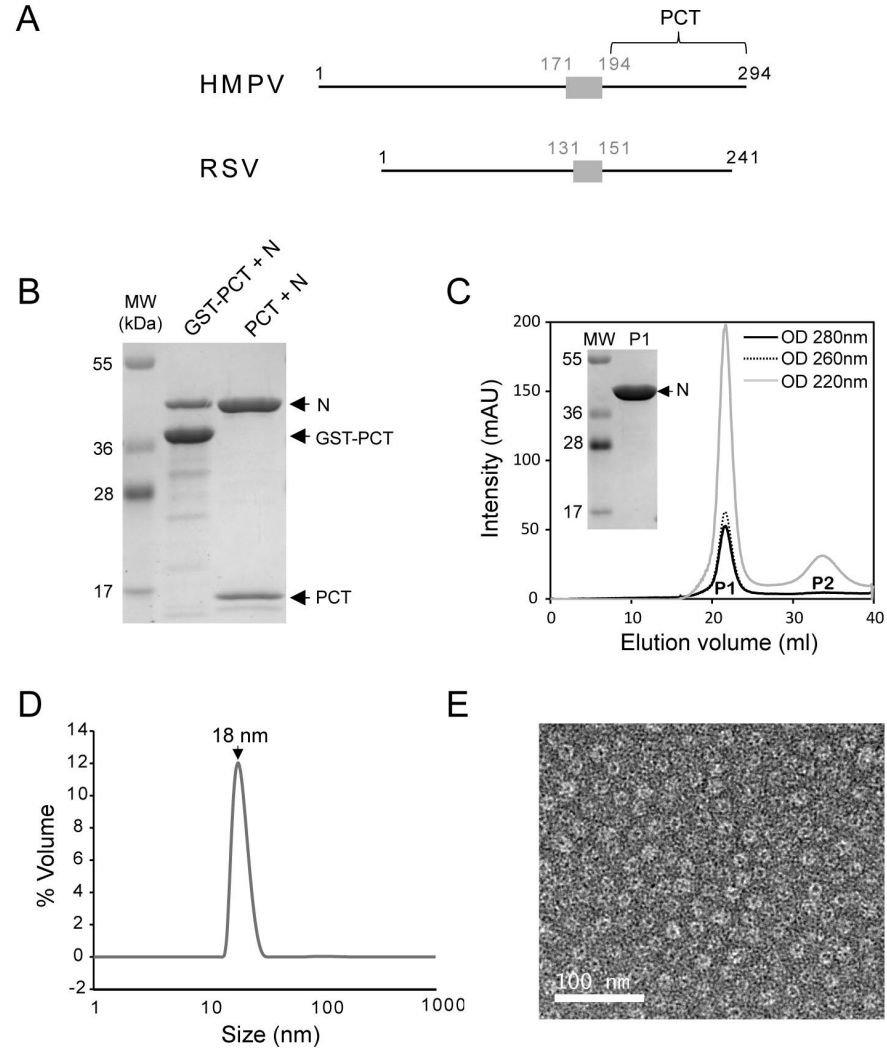 A
PCT
HMPV
1
171
194
294
RSV
1
131
151
241
B
MW
(kDa)
GST-PCT + N
PCT + N
55
36
28
17
N
GST-PCT
PCT
C
200
150
100
50
0
Intensity (mAU)
MW P1
55
36
28
17
N
OD 280nm
OD 260nm
OD 220nm
P1
P2
0 10 20 30 40
Elution volume (ml)
D
18 nm
14
12
10
8
6
4
2
0
-2
% Volume
1 10 100 1000
Size (nm)
E
100 nm